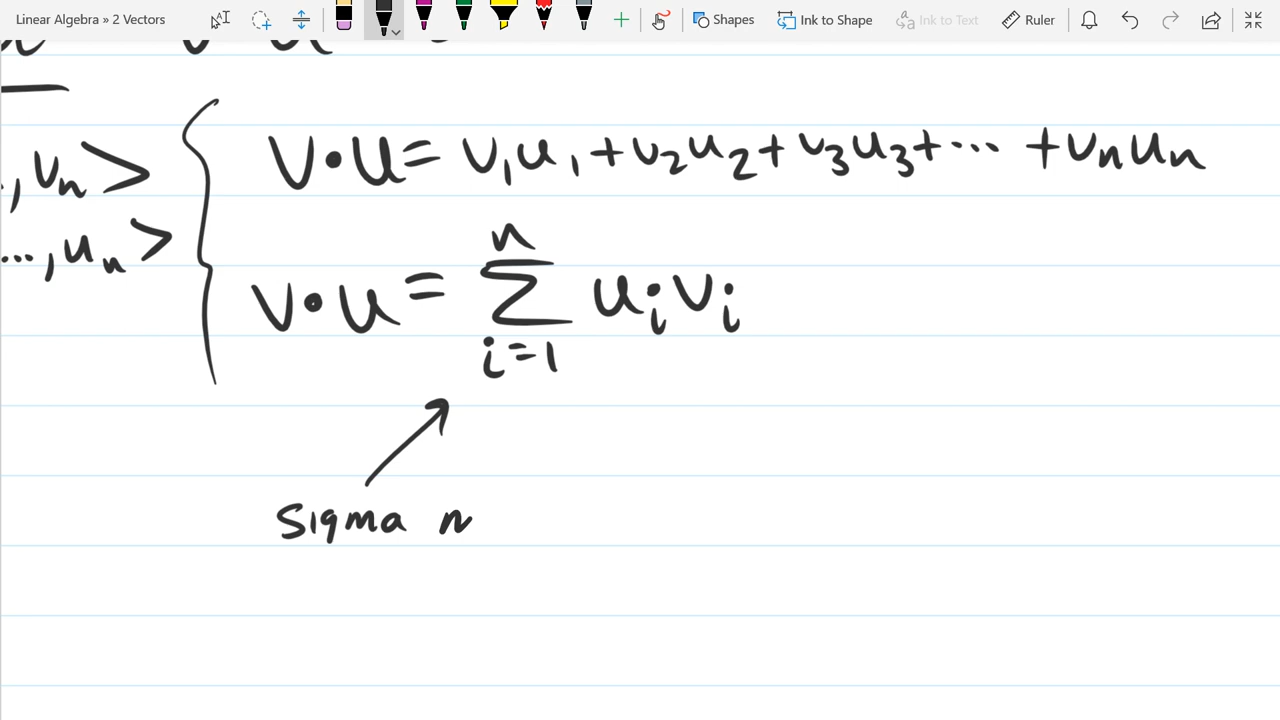 Linear Algebra » 2 Vectors
Shapes
Ink to Shape
Ink to Text
Ruler
..., vₙ>
..., uₙ>
v•u= v₁u₁+v₂u₂+v₃u₃+⋯ +vₙuₙ
n
v•u= Σ uᵢvᵢ
i=1
Sigma n